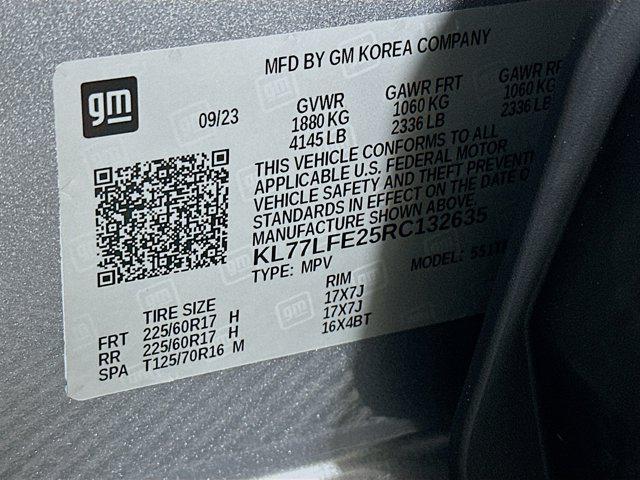 MFD BY GM KOREA COMPANY
gm
09/23
GVWR
1880 KG
4145 LB
GAWR FRT
1060 KG
2336 LB
GAWR RR
1060 KG
2336 LB
THIS VEHICLE CONFORMS TO ALL
APPLICABLE U.S. FEDERAL MOTOR
VEHICLE SAFETY AND THEFT PREVENTI
STANDARDS IN EFFECT ON THE DATE O
MANUFACTURE SHOWN ABOVE.
KL77LFE25RC132635
TYPE: MPV MODEL:
TIRE SIZE RIM
FRT 225/60R17 H 17X7J
RR 225/60R17 H 17X7J
SPA T125/70R16 M 16X4BT